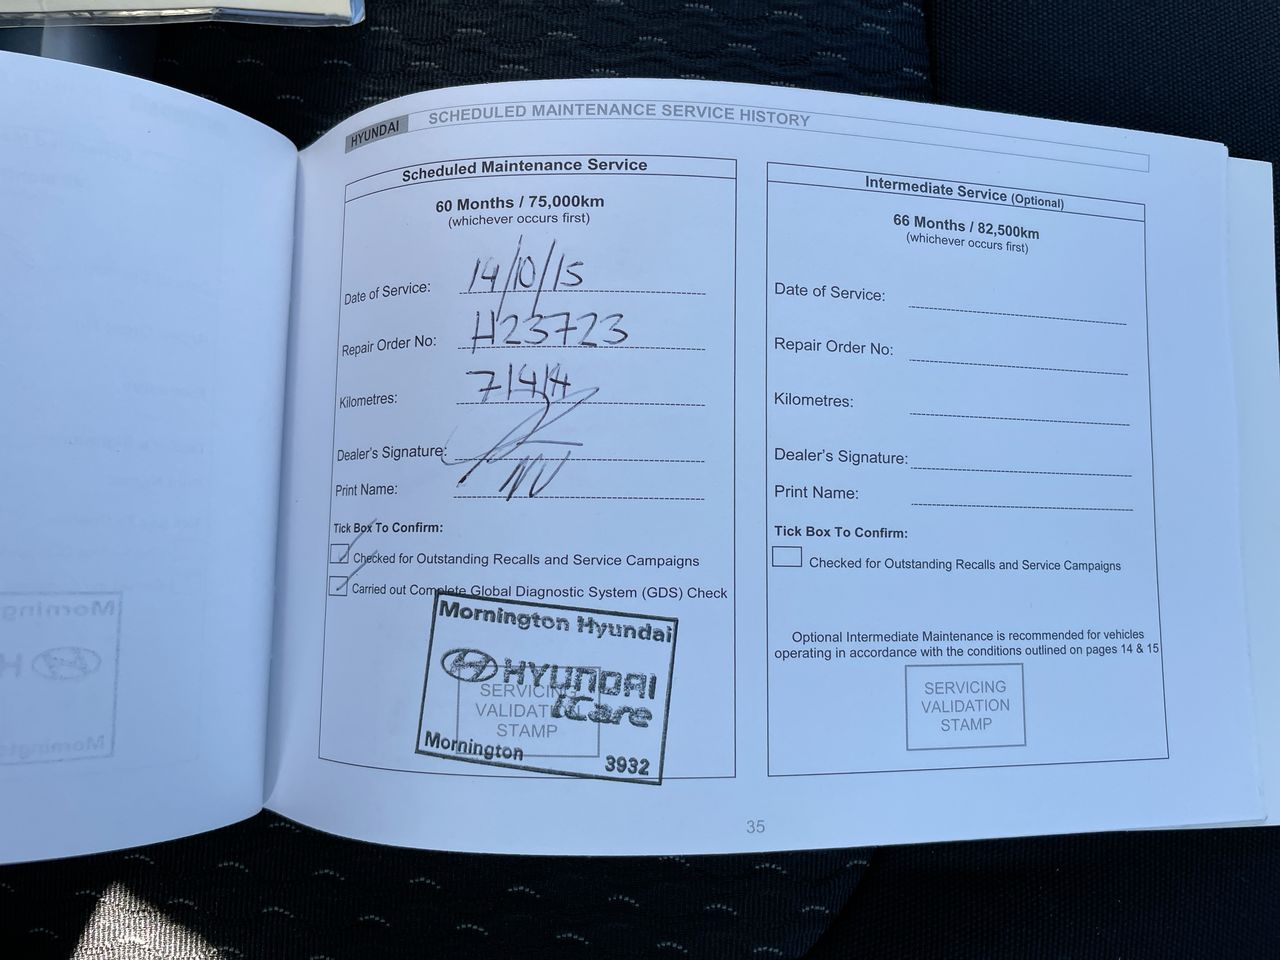 HYUNDAI
SCHEDULED MAINTENANCE SERVICE HISTORY
Scheduled Maintenance Service
60 Months / 75,000km
(whichever occurs first)
Date of Service: 14/10/15
Repair Order No: H23723
Kilometres:
Dealer's Signature:
Print Name:
Tick Box To Confirm:
Checked for Outstanding Recalls and Service Campaigns
Carried out Complete Global Diagnostic System (GDS) Check
Mornington Hyundai
HYUNDAI
iCare
SERVICING
VALIDATION
STAMP
Mornington 3932
Intermediate Service (Optional)
66 Months / 82,500km
(whichever occurs first)
Date of Service:
Repair Order No:
Kilometres:
Dealer's Signature:
Print Name:
Tick Box To Confirm:
Checked for Outstanding Recalls and Service Campaigns
Optional Intermediate Maintenance is recommended for vehicles
operating in accordance with the conditions outlined on pages 14 & 15
SERVICING
VALIDATION
STAMP
35